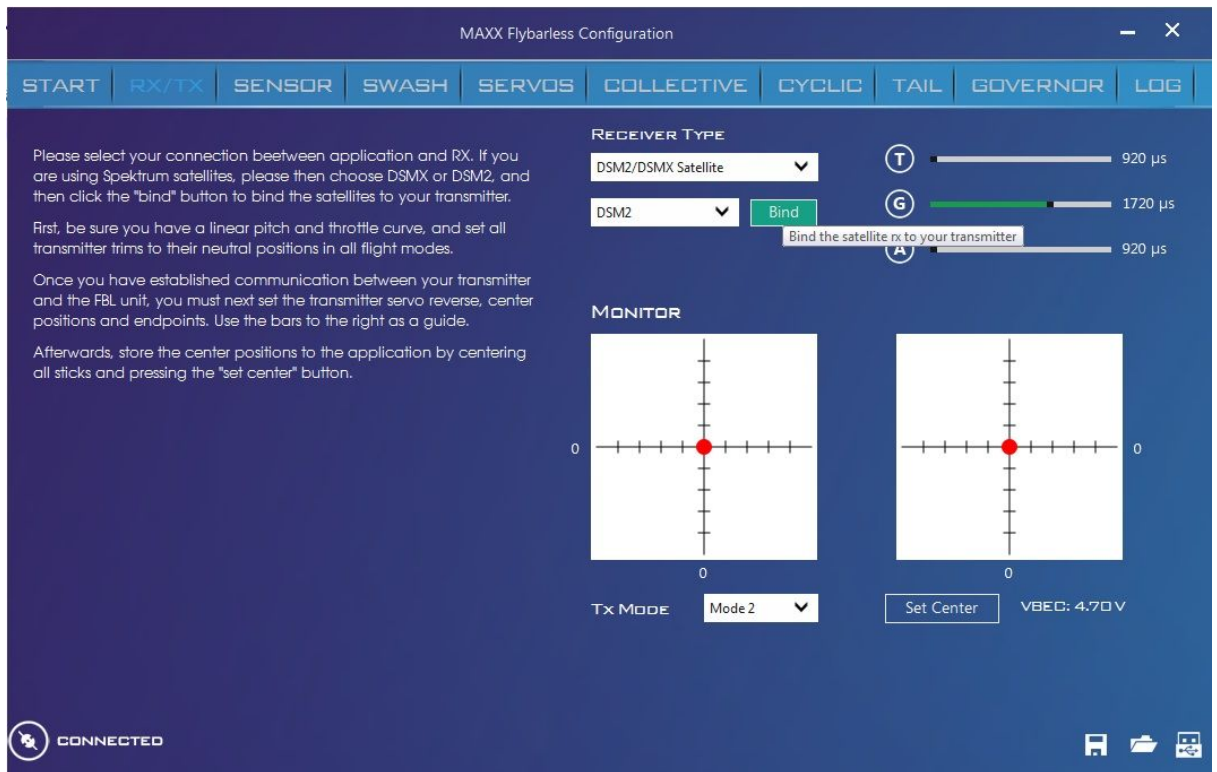 MAXX Flybarless Configuration
START RX/TX SENSOR SWASH SERVOS COLLECTIVE CYCLIC TAIL GOVERNOR LOG
Please select your connection beetween application and RX. If you
are using Spektrum satellites, please then choose DSMX or DSM2, and
then click the "bind" button to bind the satellites to your transmitter.
First, be sure you have a linear pitch and throttle curve, and set all
transmitter trims to their neutral positions in all flight modes.
Once you have established communication between your transmitter
and the FBL unit, you must next set the transmitter servo reverse, center
positions and endpoints. Use the bars to the right as a guide.
Afterwards, store the center positions to the application by centering
all sticks and pressing the "set center" button.
RECEIVER TYPE
DSM2/DSMX Satellite
DSM2 Bind
Bind the satellite rx to your transmitter
T 920 µs
G 1720 µs
A 920 µs
MONITOR
0 0
0 0
TX MODE Mode 2 Set Center VBEC: 4.70 V
CONNECTED